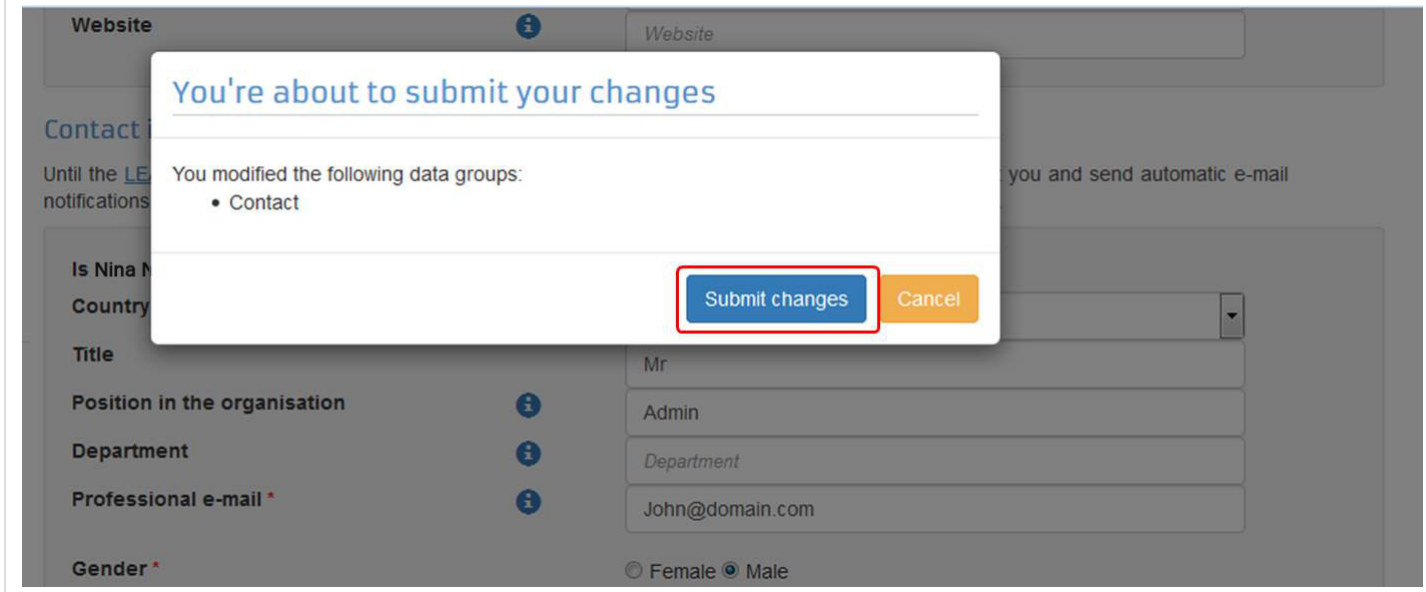 Website
Website
You're about to submit your changes
Contact i
Until the LE
you and send automatic e-mail
notifications
You modified the following data groups:
• Contact
Is Nina N
Country
Submit changes
Cancel
Title
Mr
Position in the organisation
Admin
Department
Department
Professional e-mail *
John@domain.com
Gender *
Female Male